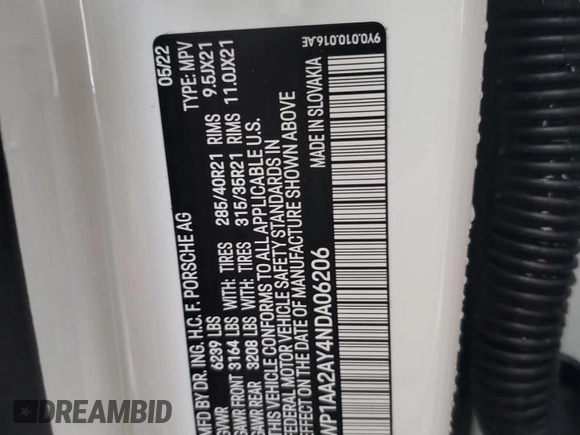 MFD BY DR. ING. H.C. F. PORSCHE AG 05/22
GVWR 6239 LBS TYPE: MPV
GAWR FRONT 3164 LBS WITH: TIRES 285/40R21 RIMS 9.5JX21
GAWR REAR 3208 LBS WITH: TIRES 315/35R21 RIMS 11.0JX21
THIS VEHICLE CONFORMS TO ALL APPLICABLE U.S.
FEDERAL MOTOR VEHICLE SAFETY STANDARDS IN
EFFECT ON THE DATE OF MANUFACTURE SHOWN ABOVE
WP1AA2AY4NDA06206 MADE IN SLOVAKIA
9Y0.010.016.AE
DREAMBID